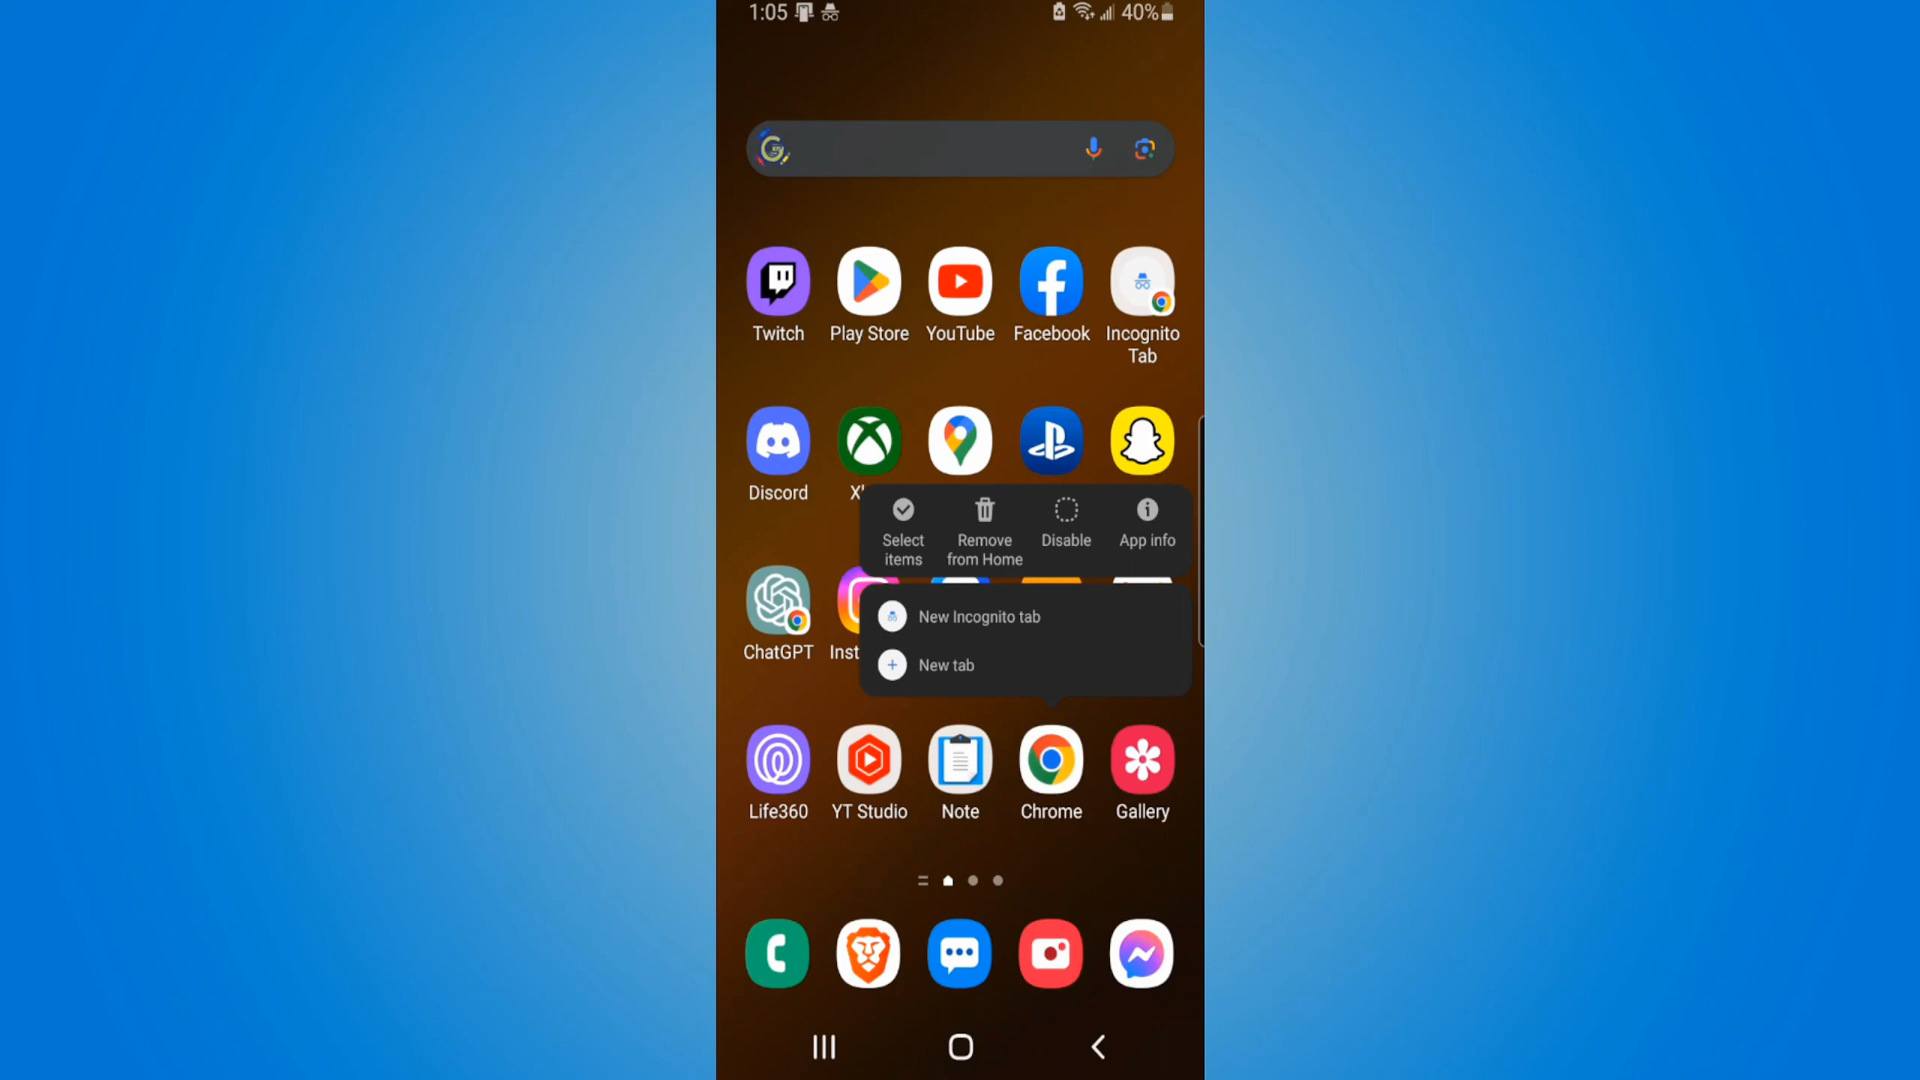 1:05
40%
Twitch
Play Store
YouTube
Facebook
Incognito
Tab
Discord
Select
items
Remove
from Home
Disable
App info
New Incognito tab
ChatGPT
New tab
Life360
YT Studio
Note
Chrome
Gallery